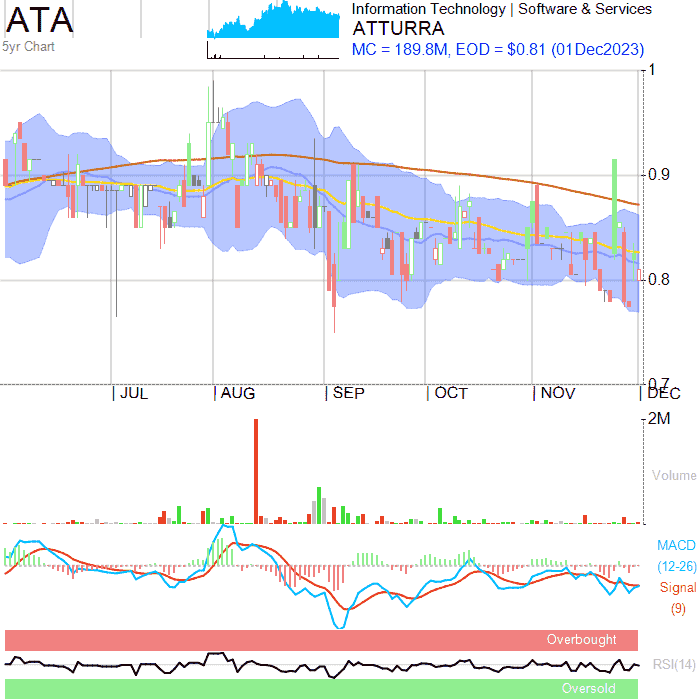 ATA
5yr Chart
Information Technology | Software & Services
ATTURRA
MC = 189.8M, EOD = $0.81 (01Dec2023)
1
0.9
0.8
0.7
JUL
AUG
SEP
OCT
NOV
DEC
2M
Volume
MACD
(12-26)
Signal
(9)
Overbought
RSI(14)
Oversold